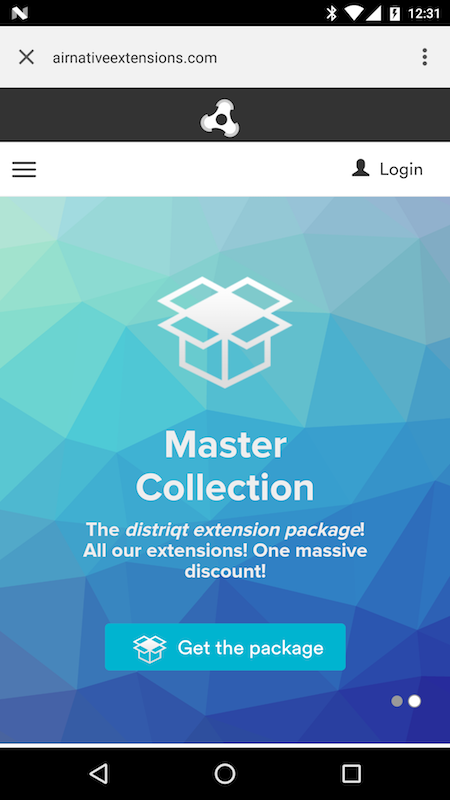 12:31
airnativeextensions.com
Login
Master
Collection
The distriqt extension package!
All our extensions! One massive
discount!
Get the package